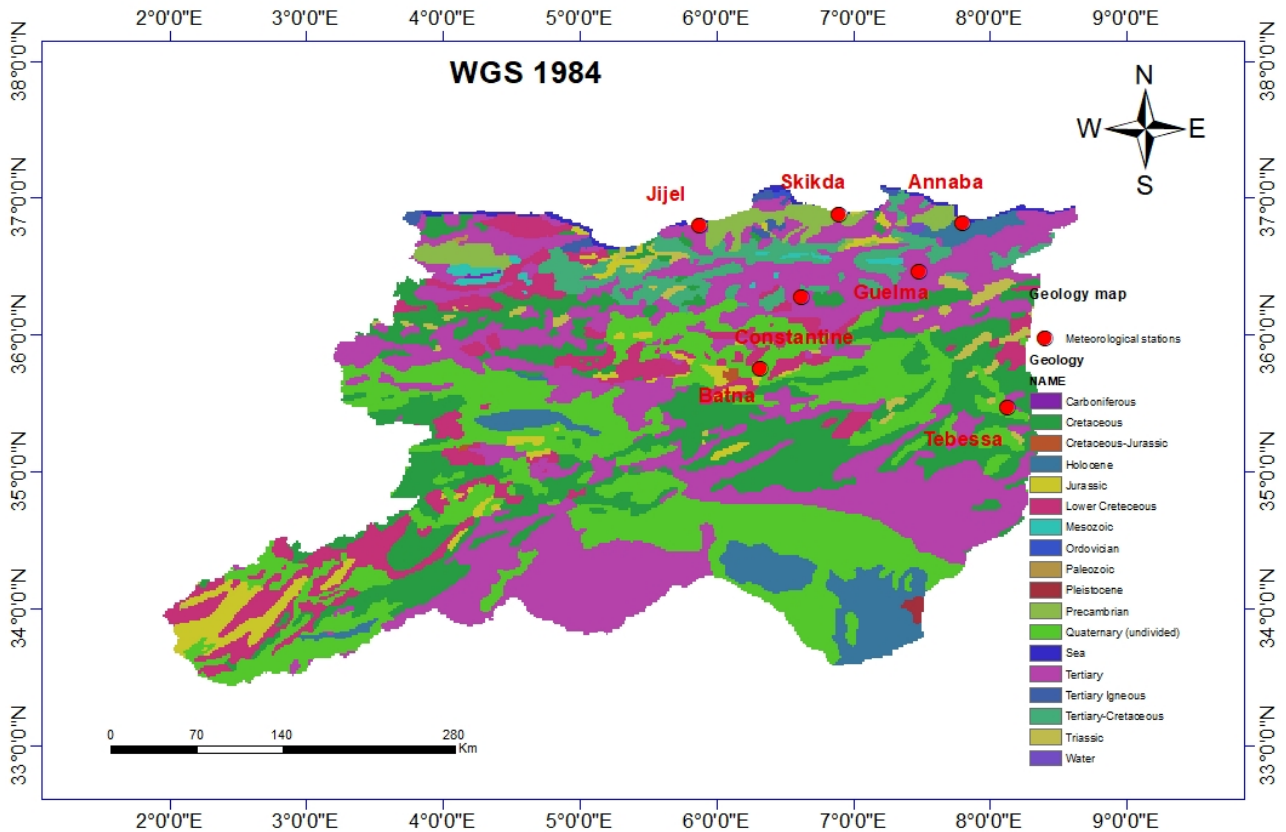 2°0'0"E 3°0'0"E 4°0'0"E 5°0'0"E 6°0'0"E 7°0'0"E 8°0'0"E 9°0'0"E
38°0'0"N
37°0'0"N
36°0'0"N
35°0'0"N
34°0'0"N
33°0'0"N
WGS 1984
N
W E
S
38°0'0"N
37°0'0"N
36°0'0"N
35°0'0"N
34°0'0"N
33°0'0"N
Jijel
Skikda
Annaba
Guelma
Constantine
Batna
Tebessa
Geology map
Meteorological stations
Geology
NAME
Carboniferous
Cretaceous
Cretaceous-Jurassic
Holocene
Jurassic
Lower Creteceous
Mesozoic
Ordovician
Paleozoic
Pleistocene
Precambrian
Quaternary (undivided)
Sea
Tertiary
Tertiary Igneous
Tertiary-Cretaceous
Triassic
Water
0 70 140 280
Km
2°0'0"E 3°0'0"E 4°0'0"E 5°0'0"E 6°0'0"E 7°0'0"E 8°0'0"E 9°0'0"E